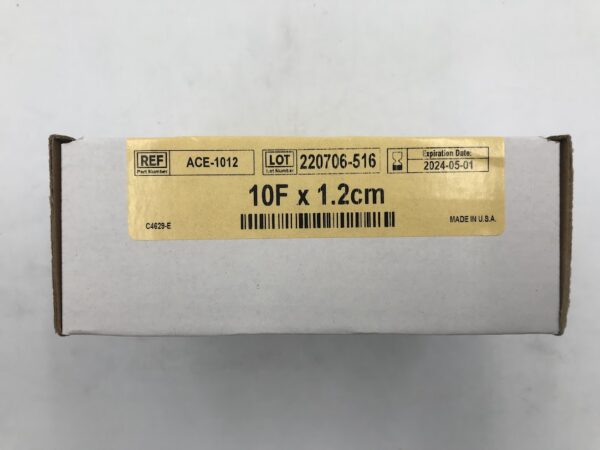 REF
Part Number
ACE-1012
LOT
Lot Number
220706-516
Expiration Date:
2024-05-01
10F x 1.2cm
C4629-E
MADE IN U.S.A.